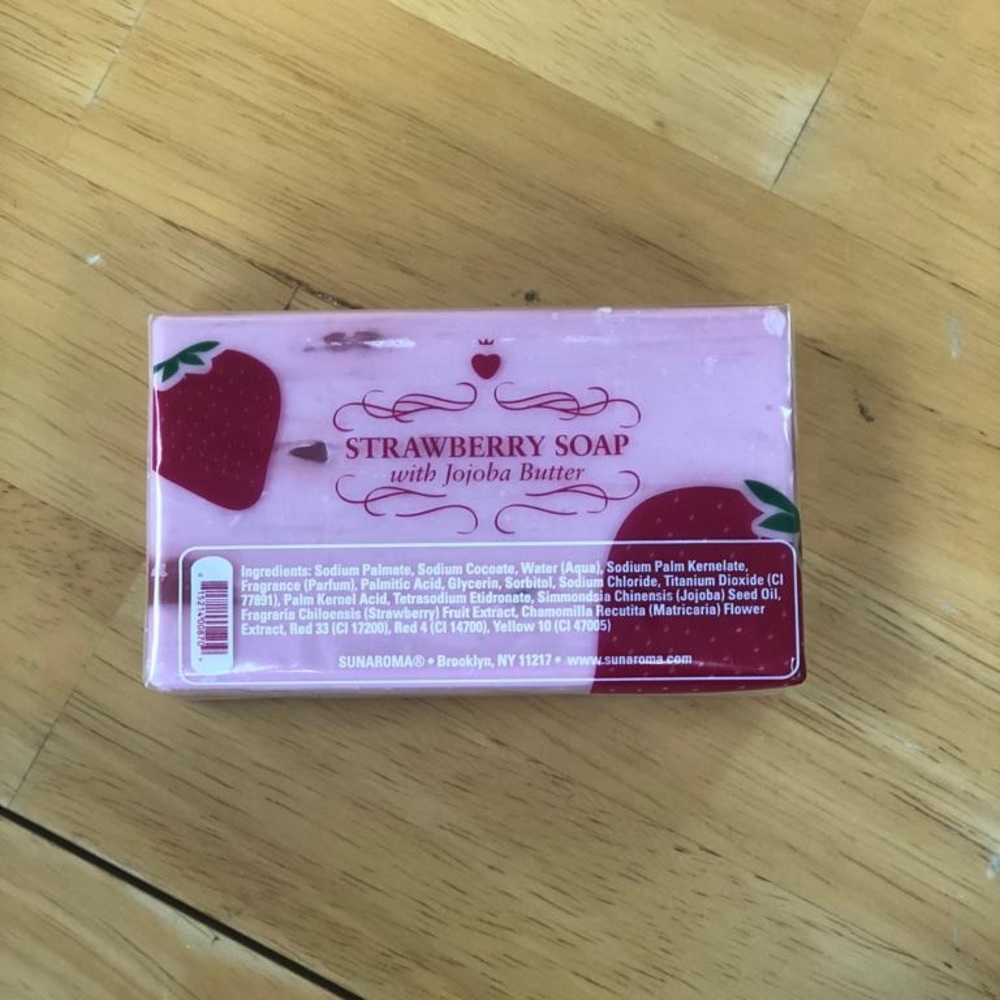 STRAWBERRY SOAP
with Jojoba Butter
Ingredients: Sodium Palmate, Sodium Cocoate, Water (Aqua), Sodium Palm Kernelate,
Fragrance (Parfum), Palmitic Acid, Glycerin, Sorbitol, Sodium Chloride, Titanium Dioxide (CI
77891), Palm Kernel Acid, Tetrasodium Etidronate, Simmondsia Chinensis (Jojoba) Seed Oil,
Fragraria Chiloensis (Strawberry) Fruit Extract, Chamomilla Recutita (Matricaria) Flower
Extract, Red 33 (CI 17200), Red 4 (CI 14700), Yellow 10 (CI 47005)
SUNAROMA® • Brooklyn, NY 11217 • www.sunaroma.com